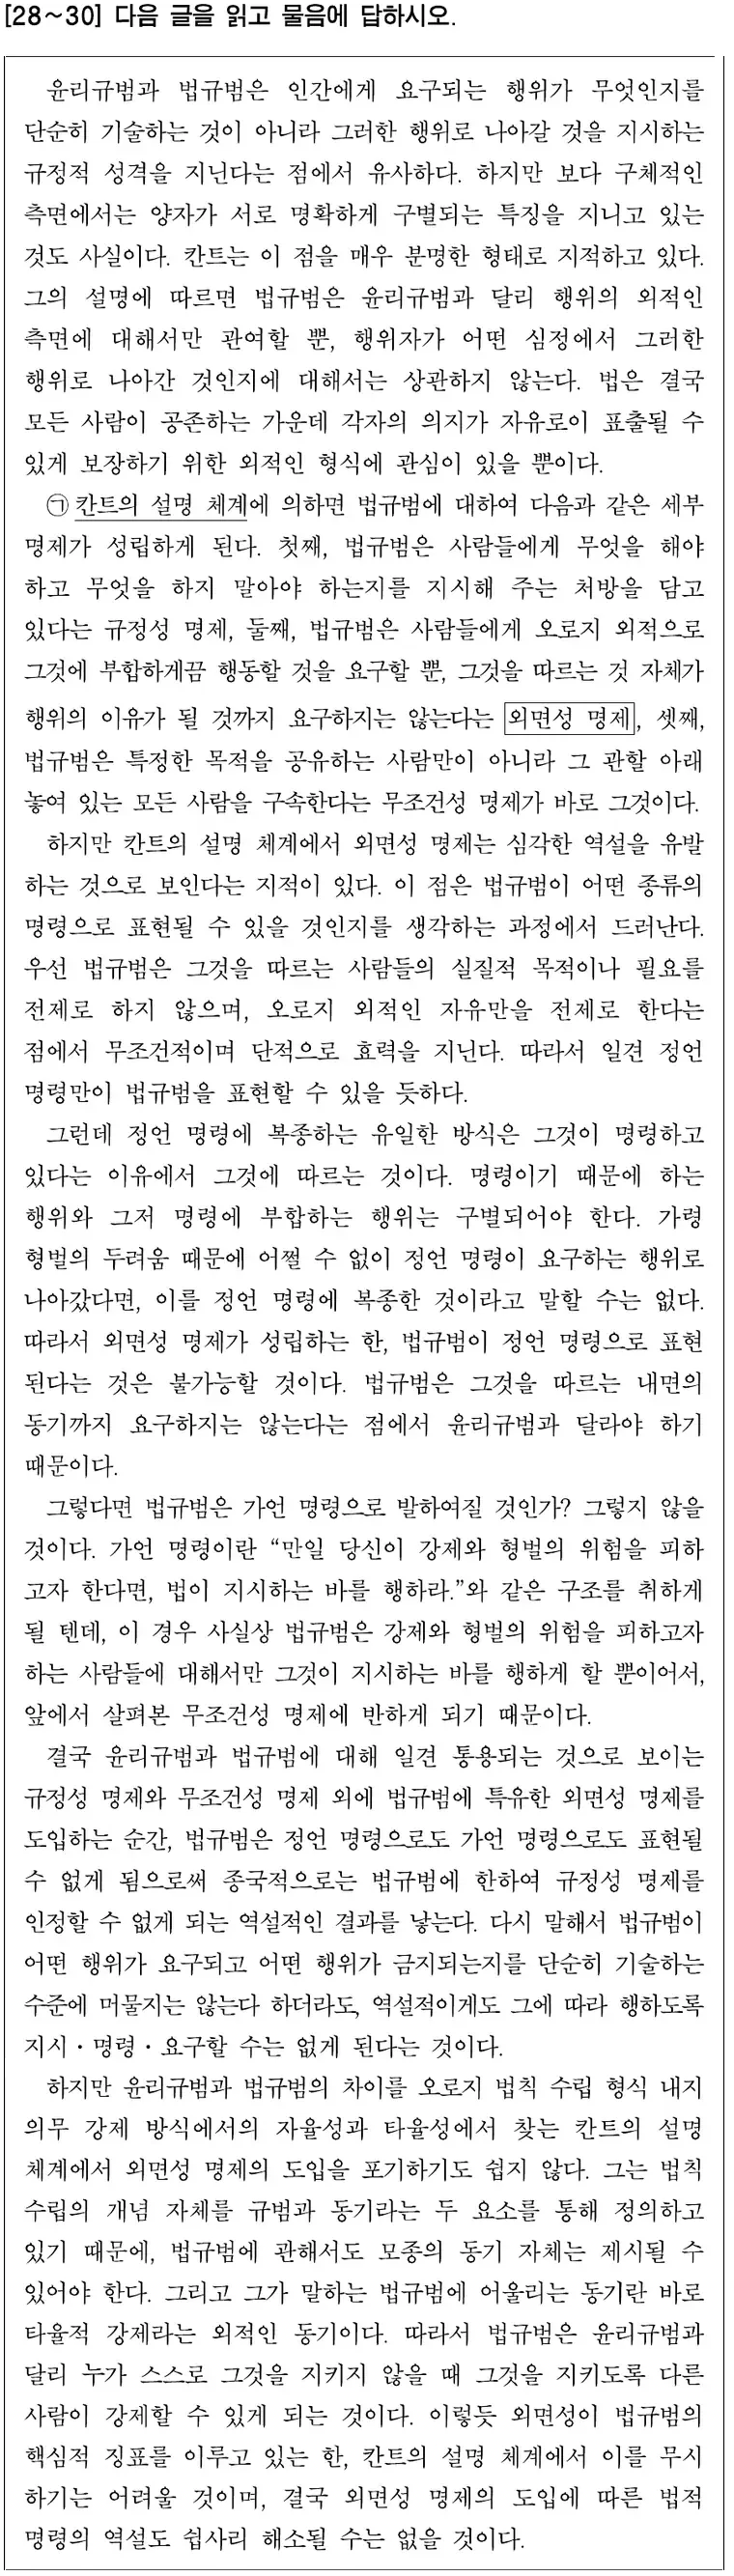 [28~30] 다음 글을 읽고 물음에 답하시오.
윤리규범과 법규범은 인간에게 요구되는 행위가 무엇인지를
단순히 기술하는 것이 아니라 그러한 행위로 나아갈 것을 지시하는
규정적 성격을 지닌다는 점에서 유사하다. 하지만 보다 구체적인
측면에서는 양자가 서로 명확하게 구별되는 특징을 지니고 있는
것도 사실이다. 칸트는 이 점을 매우 분명한 형태로 지적하고 있다.
그의 설명에 따르면 법규범은 윤리규범과 달리 행위의 외적인
측면에 대해서만 관여할 뿐, 행위자가 어떤 심정에서 그러한
행위로 나아간 것인지에 대해서는 상관하지 않는다. 법은 결국
모든 사람이 공존하는 가운데 각자의 의지가 자유로이 표출될 수
있게 보장하기 위한 외적인 형식에 관심이 있을 뿐이다.
㉠ 칸트의 설명 체계에 의하면 법규범에 대하여 다음과 같은 세부
명제가 성립하게 된다. 첫째, 법규범은 사람들에게 무엇을 해야
하고 무엇을 하지 말아야 하는지를 지시해 주는 처방을 담고
있다는 규정성 명제, 둘째, 법규범은 사람들에게 오로지 외적으로
그것에 부합하게끔 행동할 것을 요구할 뿐, 그것을 따르는 것 자체가
행위의 이유가 될 것까지 요구하지는 않는다는 외면성 명제, 셋째,
법규범은 특정한 목적을 공유하는 사람만이 아니라 그 관할 아래
놓여 있는 모든 사람을 구속한다는 무조건성 명제가 바로 그것이다.
하지만 칸트의 설명 체계에서 외면성 명제는 심각한 역설을 유발
하는 것으로 보인다는 지적이 있다. 이 점은 법규범이 어떤 종류의
명령으로 표현될 수 있을 것인지를 생각하는 과정에서 드러난다.
우선 법규범은 그것을 따르는 사람들의 실질적 목적이나 필요를
전제로 하지 않으며, 오로지 외적인 자유만을 전제로 한다는
점에서 무조건적이며 단적으로 효력을 지닌다. 따라서 일견 정언
명령만이 법규범을 표현할 수 있을 듯하다.
그런데 정언 명령에 복종하는 유일한 방식은 그것이 명령하고
있다는 이유에서 그것에 따르는 것이다. 명령이기 때문에 하는
행위와 그저 명령에 부합하는 행위는 구별되어야 한다. 가령
형벌의 두려움 때문에 어쩔 수 없이 정언 명령이 요구하는 행위로
나아갔다면, 이를 정언 명령에 복종한 것이라고 말할 수는 없다.
따라서 외면성 명제가 성립하는 한, 법규범이 정언 명령으로 표현
된다는 것은 불가능할 것이다. 법규범은 그것을 따르는 내면의
동기까지 요구하지는 않는다는 점에서 윤리규범과 달라야 하기
때문이다.
그렇다면 법규범은 가언 명령으로 발하여질 것인가? 그렇지 않을
것이다. 가언 명령이란 “만일 당신이 강제와 형벌의 위험을 피하
고자 한다면, 법이 지시하는 바를 행하라.”와 같은 구조를 취하게
될 텐데, 이 경우 사실상 법규범은 강제와 형벌의 위험을 피하고자
하는 사람들에 대해서만 그것이 지시하는 바를 행하게 할 뿐이어서,
앞에서 살펴본 무조건성 명제에 반하게 되기 때문이다.
결국 윤리규범과 법규범에 대해 일견 통용되는 것으로 보이는
규정성 명제와 무조건성 명제 외에 법규범에 특유한 외면성 명제를
도입하는 순간, 법규범은 정언 명령으로도 가언 명령으로도 표현될
수 없게 됨으로써 종국적으로는 법규범에 한하여 규정성 명제를
인정할 수 없게 되는 역설적인 결과를 낳는다. 다시 말해서 법규범이
어떤 행위가 요구되고 어떤 행위가 금지되는지를 단순히 기술하는
수준에 머물지는 않는다 하더라도, 역설적이게도 그에 따라 행하도록
지시·명령·요구할 수는 없게 된다는 것이다.
하지만 윤리규범과 법규범의 차이를 오로지 법칙 수립 형식 내지
의무 강제 방식에서의 자율성과 타율성에서 찾는 칸트의 설명
체계에서 외면성 명제의 도입을 포기하기도 쉽지 않다. 그는 법칙
수립의 개념 자체를 규범과 동기라는 두 요소를 통해 정의하고
있기 때문에, 법규범에 관해서도 모종의 동기 자체는 제시될 수
있어야 한다. 그리고 그가 말하는 법규범에 어울리는 동기란 바로
타율적 강제라는 외적인 동기이다. 따라서 법규범은 윤리규범과
달리 누가 스스로 그것을 지키지 않을 때 그것을 지키도록 다른
사람이 강제할 수 있게 되는 것이다. 이렇듯 외면성이 법규범의
핵심적 징표를 이루고 있는 한, 칸트의 설명 체계에서 이를 무시
하기는 어려울 것이며, 결국 외면성 명제의 도입에 따른 법적
명령의 역설도 쉽사리 해소될 수는 없을 것이다.